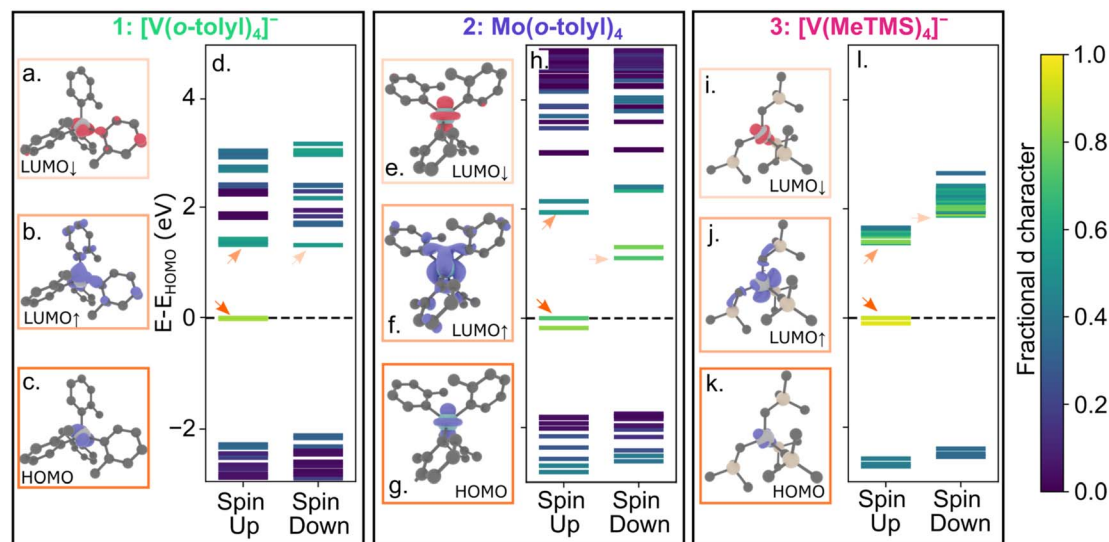 1: [V(o-tolyl)₄]⁻
a.
LUMO↓
b.
LUMO↑
c.
HOMO
d.
E-E_HOMO (eV)
4
2
0
−2
Spin Up
Spin Down
2: Mo(o-tolyl)₄
e.
LUMO↓
f.
LUMO↑
g.
HOMO
h.
Spin Up
Spin Down
3: [V(MeTMS)₄]⁻
i.
LUMO↓
j.
LUMO↑
k.
HOMO
l.
Spin Up
Spin Down
Fractional d character
1.0
0.8
0.6
0.4
0.2
0.0